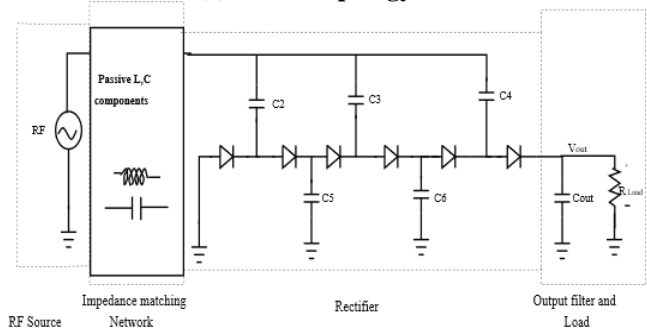 Passive L,C
components
C2
C3
C4
RF
Vout
+
C5
C6
Cout
RLoad
-
Impedance matching
Network
Rectifier
Output filter and
Load
RF Source